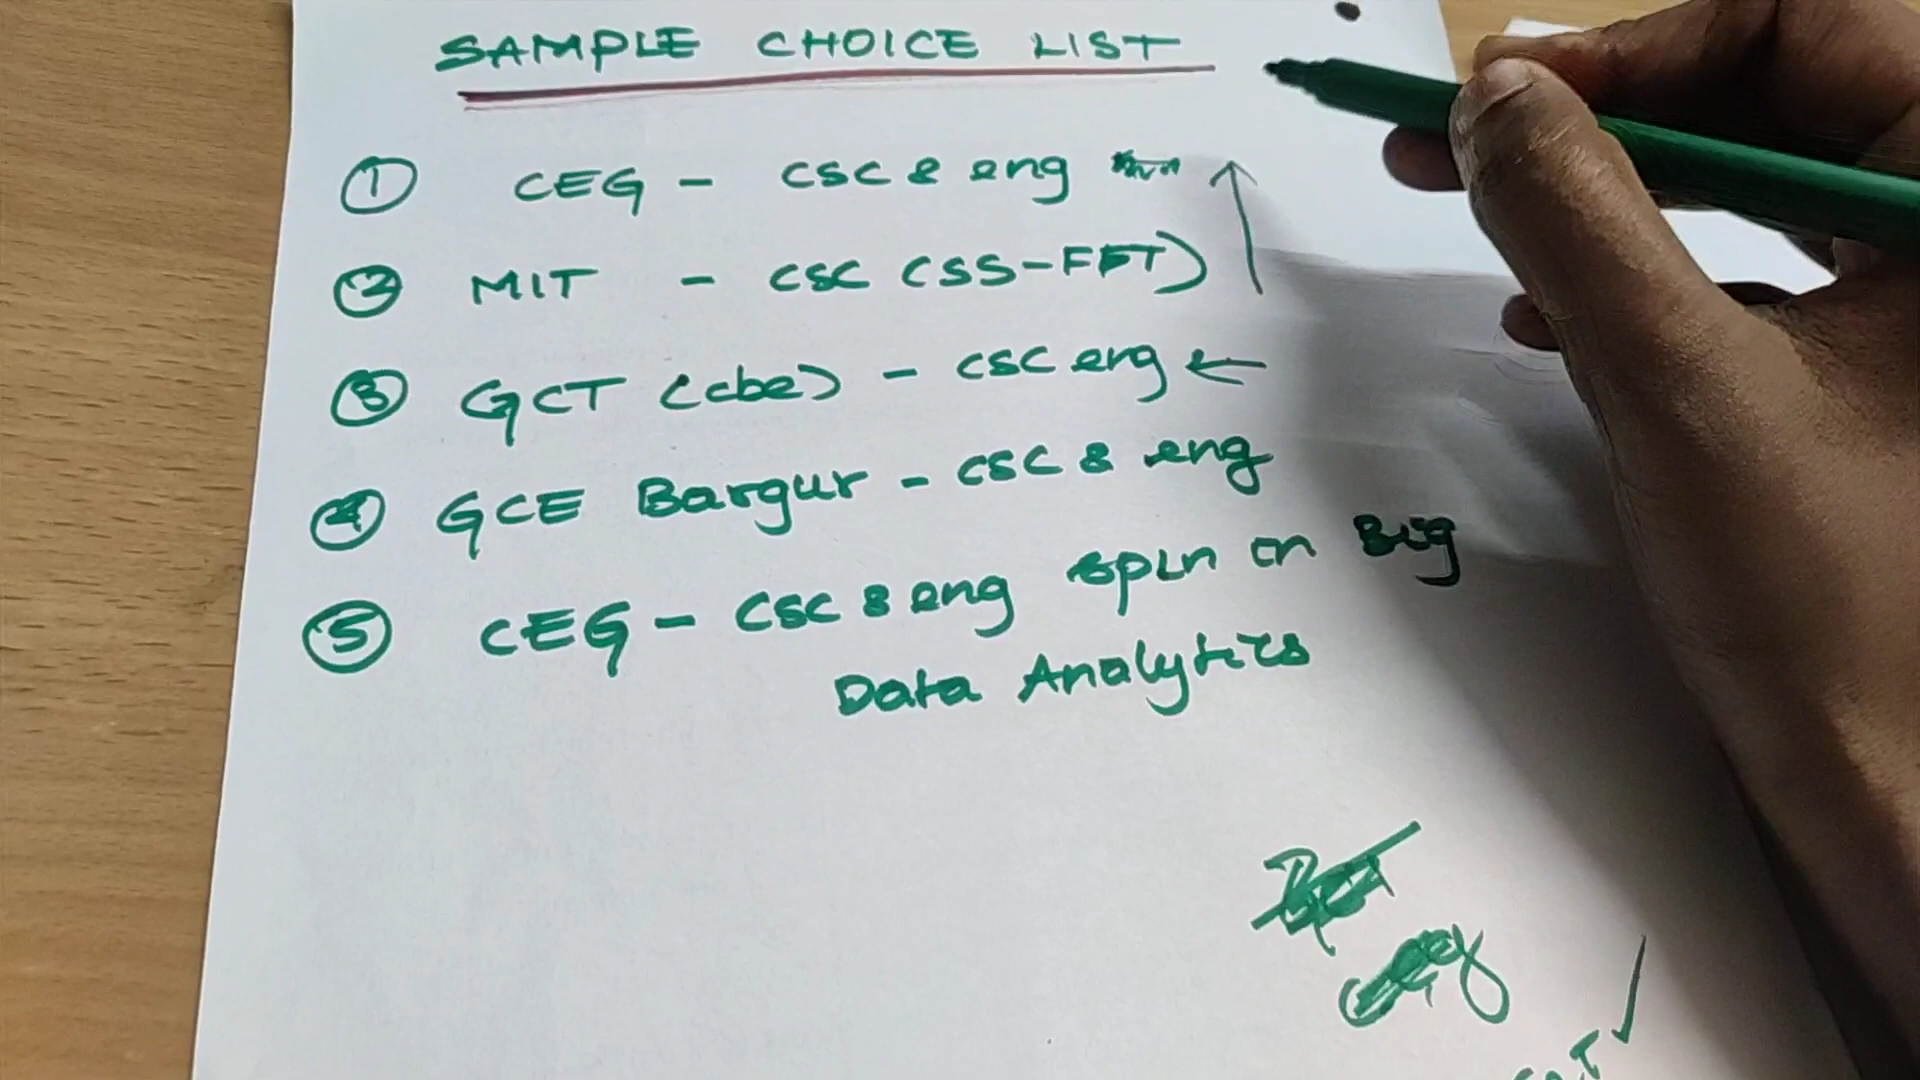 SAMPLE CHOICE LIST
① CEG - CSC & eng
② MIT - CSC (SS-FFT)
③ GCT (cbe) - CSC eng ←
④ GCE Bargur - CSC & eng
⑤ CEG - CSC & eng spln on Big
Data Analytics